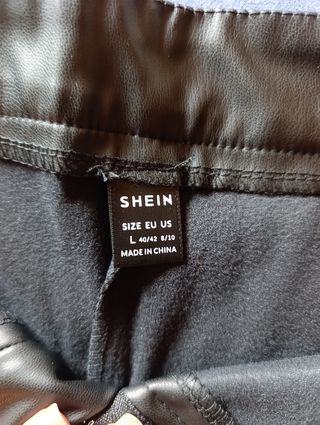 SHEIN
SIZE EU US
L 40/42 8/10
MADE IN CHINA